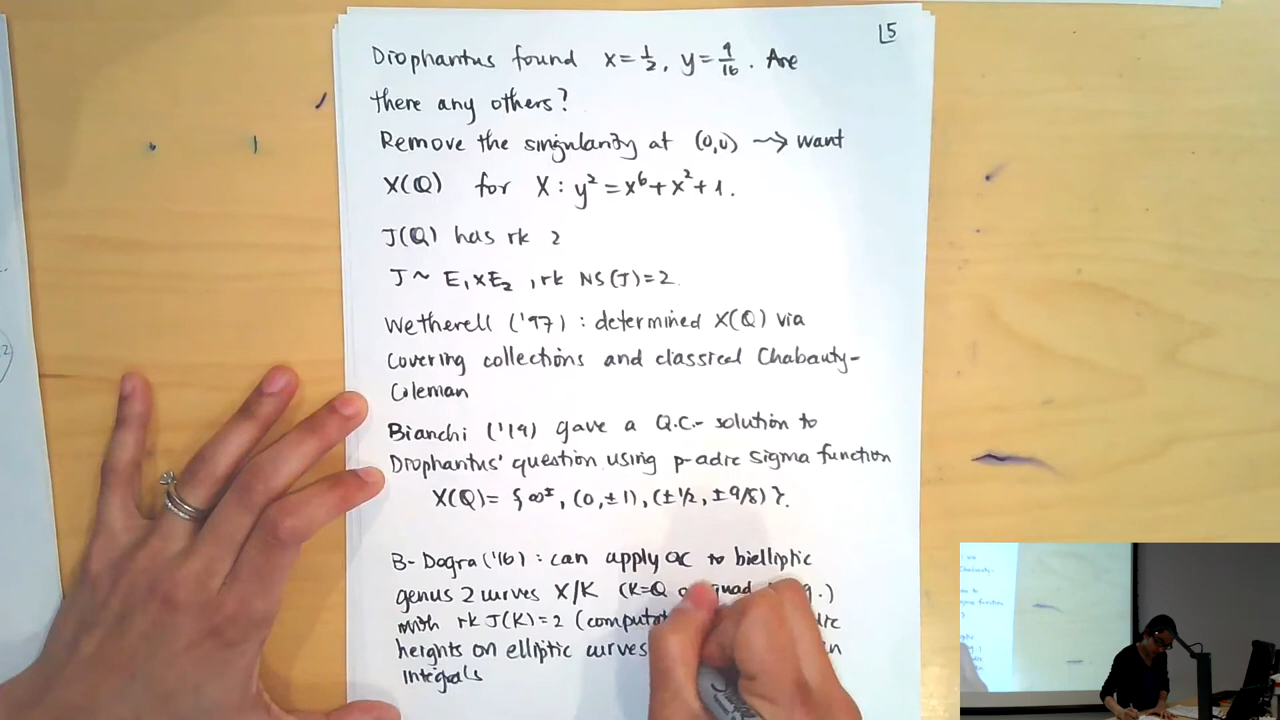 5
Diophantus found x=1/2, y=9/16. Are
there any others?
Remove the singularity at (0,0) ⇝ want
X(Q) for X: y²=x⁶+x²+1.
J(Q) has rk 2
J ~ E₁×E₂, rk NS(J)=2.
Wetherell ('97): determined X(Q) via
covering collections and classical Chabauty-
Coleman
Bianchi ('19) gave a Q.C.- solution to
Diophantus' question using p-adic sigma function
X(Q)= {∞±, (0,±1), (±1/2, ±9/8)}.
B-Dogra ('16): can apply QC to bielliptic
genus 2 curves X/K (K=Q quad
with rk J(K)=2
heights on elliptic curves
integrals